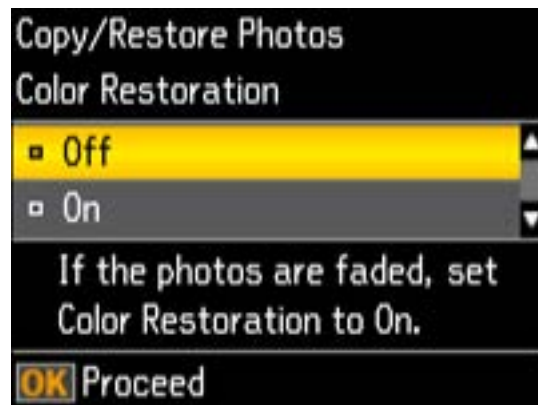 Copy/Restore Photos
Color Restoration
Off
On
If the photos are faded, set
Color Restoration to On.
OK Proceed